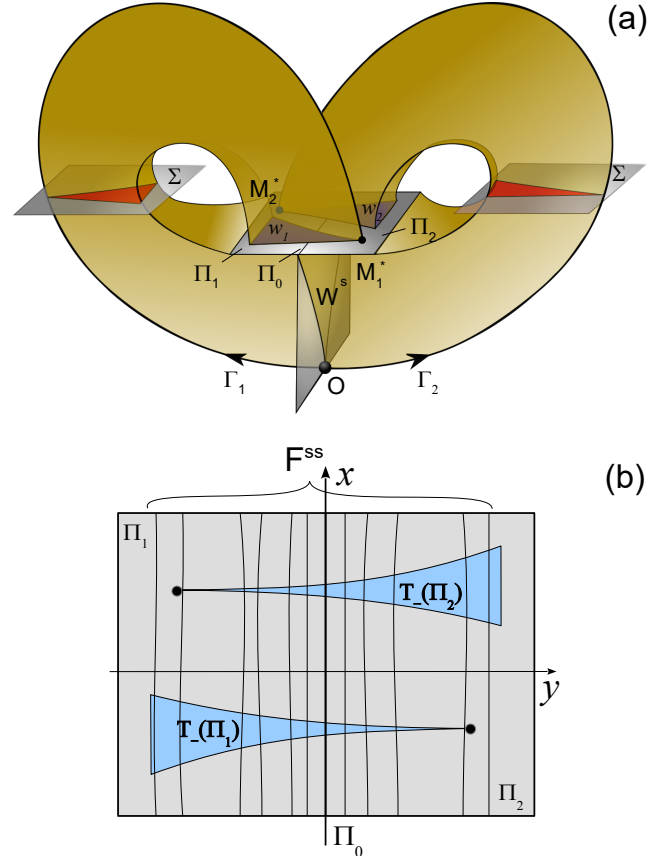 (a)
Σ
Σ
M₂*
w₂
w₁
Π₂
Π₁
Π₀
M₁*
Wˢ
Γ₁
O
Γ₂
Fˢˢ
x
(b)
Π₁
T_(Π₂)
y
T_(Π₁)
Π₂
Π₀